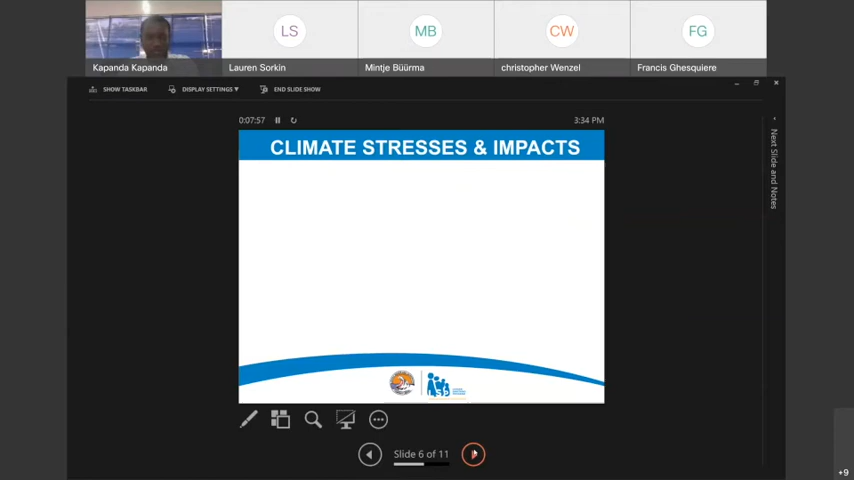 LS
MB
CW
FG
Kapanda Kapanda
Lauren Sorkin
Mintje Büürma
christopher Wenzel
Francis Ghesquiere
SHOW TASKBAR
DISPLAY SETTINGS ▼
END SLIDE SHOW
0:07:57
3:34 PM
CLIMATE STRESSES & IMPACTS
Next Slide and Notes
LSP
Slide 6 of 11
+9